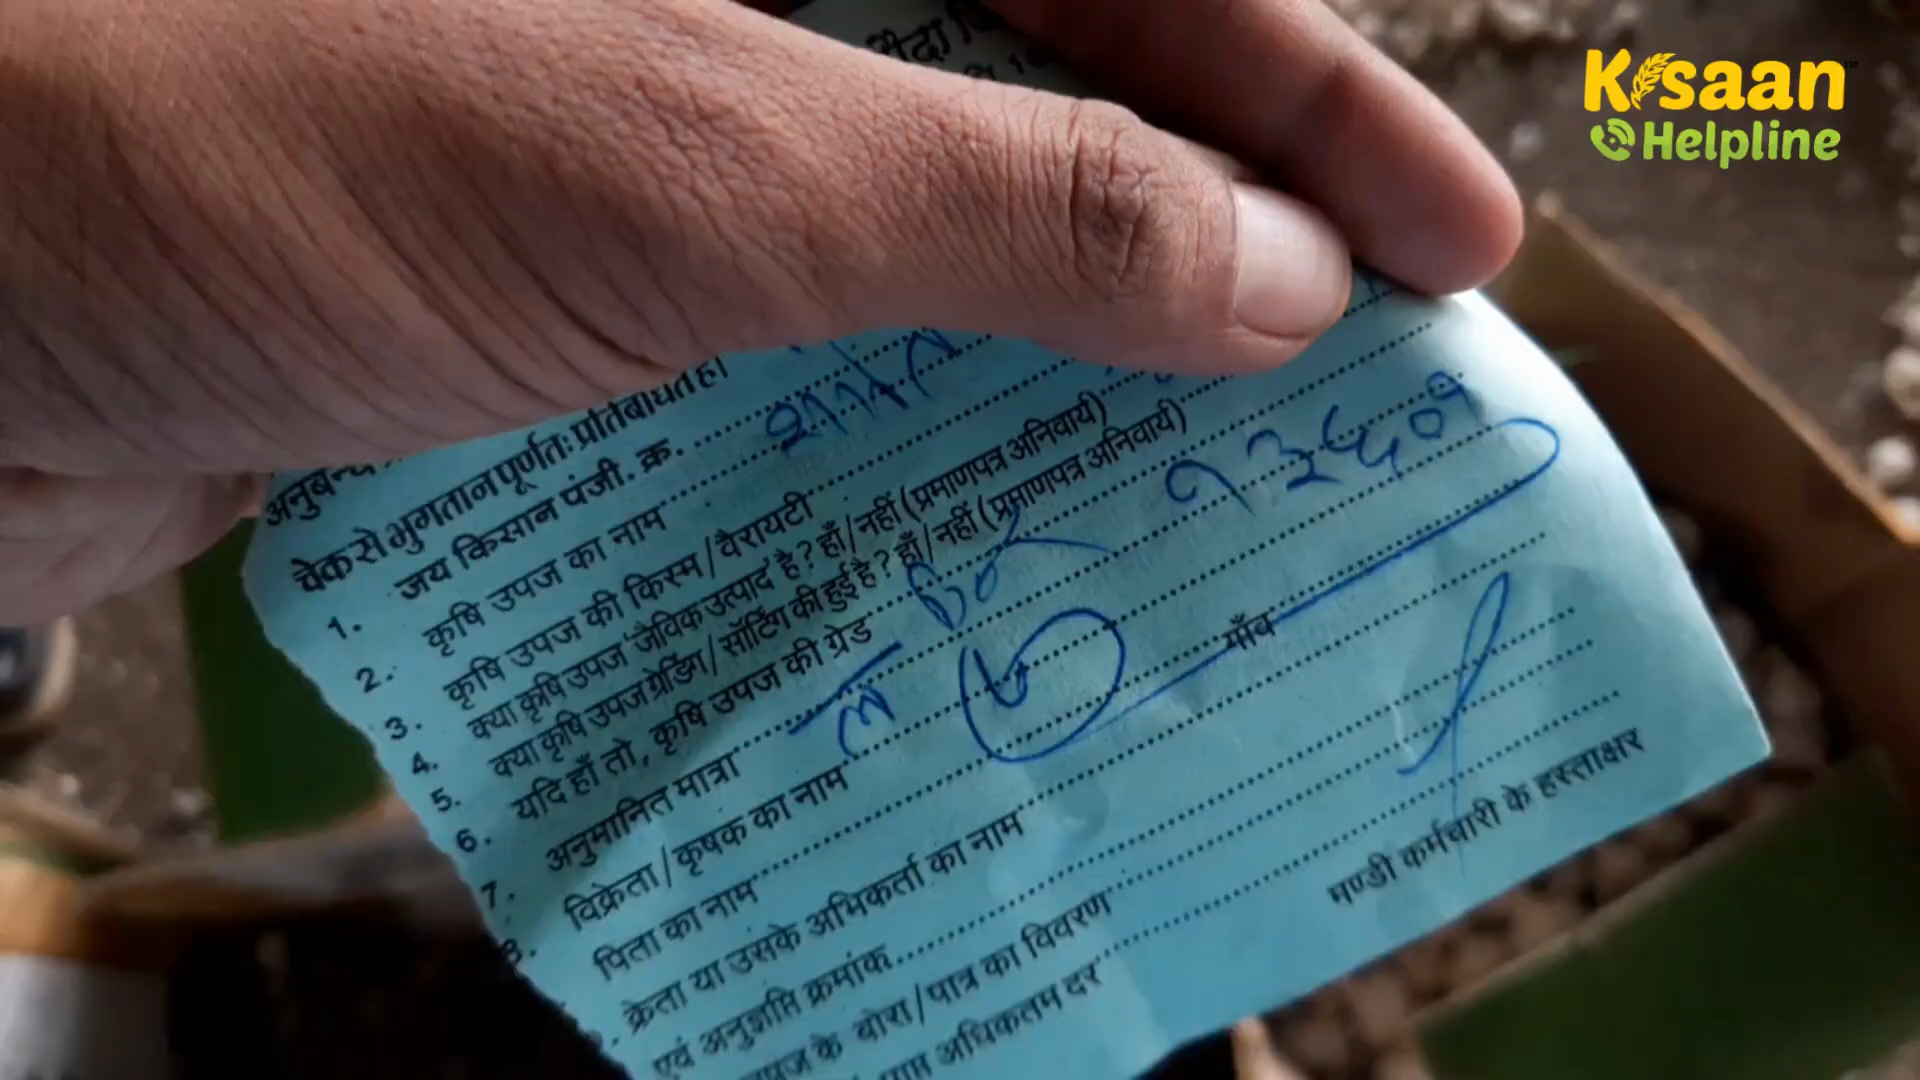 Kisaan
Helpline
अनुबन्ध
चेक से भुगतान पूर्णतः प्रतिबंधित है।
1. जय किसान पंजी. क्र.
2. कृषि उपज का नाम
3. कृषि उपज की किस्म/वैरायटी
4. क्या कृषि उपज जैविक उत्पाद है? हाँ/नहीं (प्रमाणपत्र अनिवार्य)
5. क्या कृषि उपज ग्रेडिंग/सॉर्टिंग की हुई है? हाँ/नहीं (प्रमाणपत्र अनिवार्य)
6. यदि हाँ तो, कृषि उपज की ग्रेड १३६०१
7. अनुमानित मात्रा
8. विक्रेता/कृषक का नाम
पिता का नाम गाँव
क्रेता या उसके अभिकर्ता का नाम
एवं अनुज्ञप्ति क्रमांक
उपज के बोरा/पात्र का विवरण
अधिकतम दर
मण्डी कर्मचारी के हस्ताक्षर